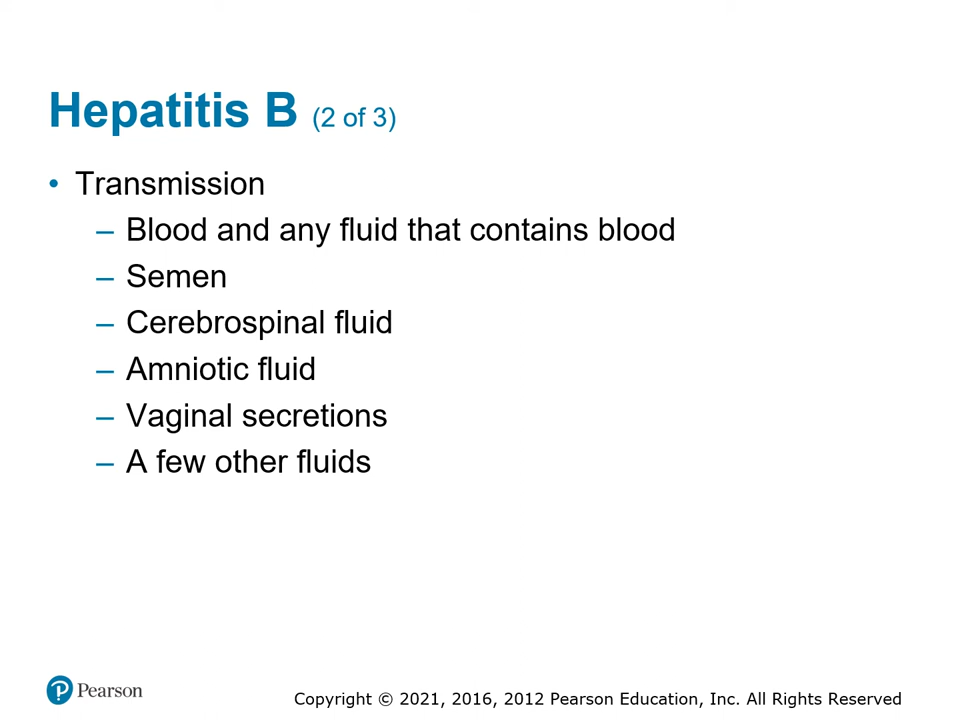 Hepatitis B (2 of 3)
• Transmission
– Blood and any fluid that contains blood
– Semen
– Cerebrospinal fluid
– Amniotic fluid
– Vaginal secretions
– A few other fluids
Pearson
Copyright © 2021, 2016, 2012 Pearson Education, Inc. All Rights Reserved